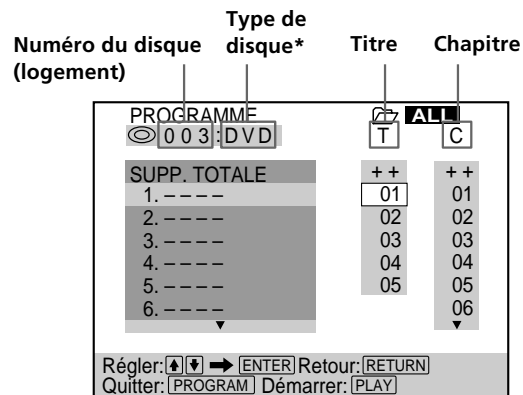 Type de
Numéro du disque disque* Titre Chapitre
(logement)
PROGRAMME ALL
003:DVD T C
SUPP. TOTALE ++ ++
1. –––– 01 01
2. –––– 02 02
3. –––– 03 03
4. –––– 04 04
5. –––– 05 05
6. –––– 06
Régler: ENTER Retour: RETURN
Quitter: PROGRAM Démarrer: PLAY